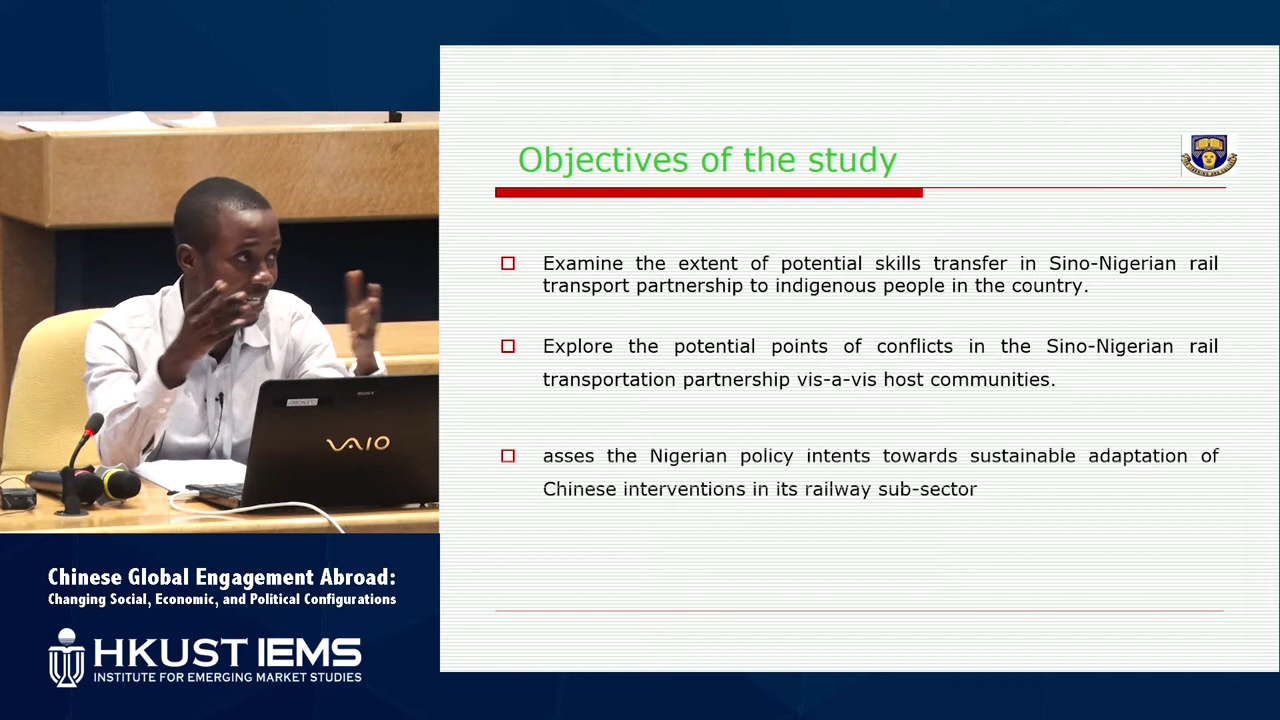 Objectives of the study
Examine the extent of potential skills transfer in Sino-Nigerian rail
transport partnership to indigenous people in the country.
Explore the potential points of conflicts in the Sino-Nigerian rail
transportation partnership vis-a-vis host communities.
asses the Nigerian policy intents towards sustainable adaptation of
Chinese interventions in its railway sub-sector
SONY
VAIO
Chinese Global Engagement Abroad:
Changing Social, Economic, and Political Configurations
HKUST IEMS
INSTITUTE FOR EMERGING MARKET STUDIES